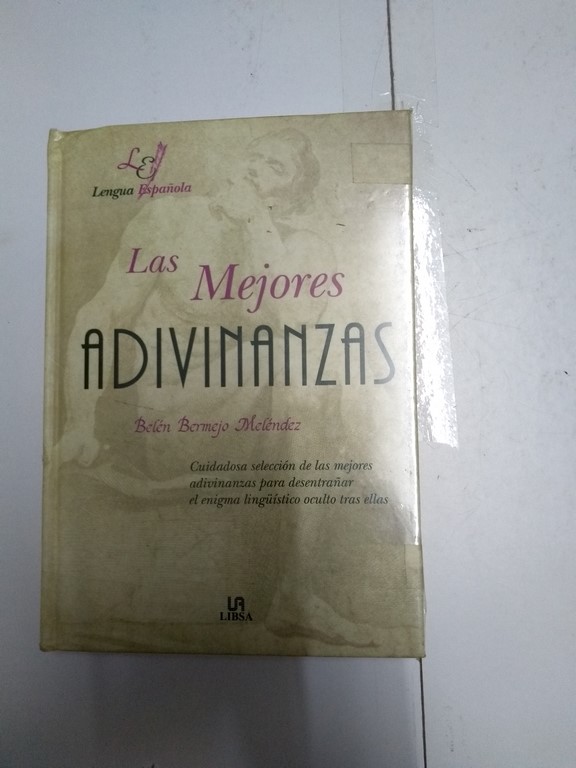 LE
Lengua Española
Las Mejores
ADIVINANZAS
Belén Bermejo Meléndez
Cuidadosa selección de las mejores
adivinanzas para desentrañar
el enigma lingüístico oculto tras ellas
LIBSA